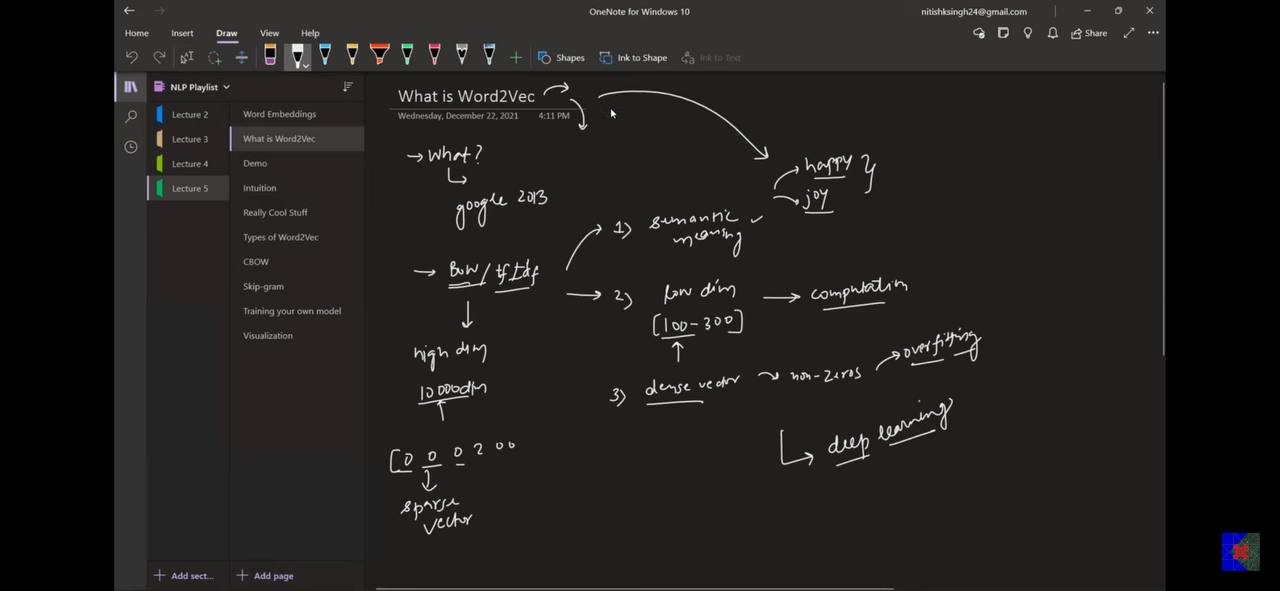 OneNote for Windows 10
nitishksingh24@gmail.com
Home Insert Draw View Help
Share
Shapes
Ink to Shape
Ink to Text
NLP Playlist
Lecture 2
Lecture 3
Lecture 4
Lecture 5
Add sect...
Word Embeddings
What is Word2Vec
Demo
Intuition
Really Cool Stuff
Types of Word2Vec
CBOW
Skip-gram
Training your own model
Visualization
Add page
What is Word2Vec
Wednesday, December 22, 2021 4:11 PM
What?
google 2013
BOW / tfIdf
high dim
10000dim
[0 0 0 2 0 0
sparse
vector
1) semantic
meaning
happy }
joy
2) low dim
[100-300]
computation
3) dense vector
non-zeros
overfitting
deep learning